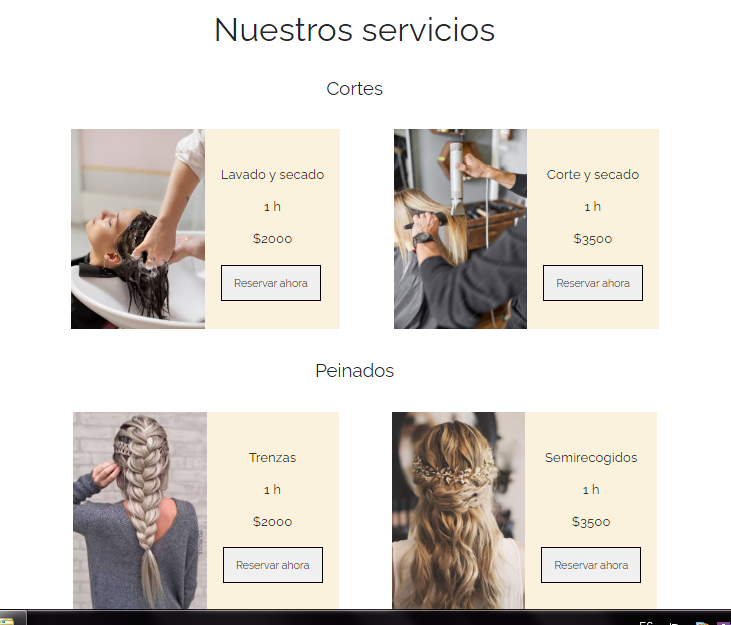 Nuestros servicios
Cortes
Lavado y secado
1 h
$2000
Reservar ahora
Corte y secado
1 h
$3500
Reservar ahora
Peinados
Trenzas
1 h
$2000
Reservar ahora
Semirecogidos
1 h
$3500
Reservar ahora